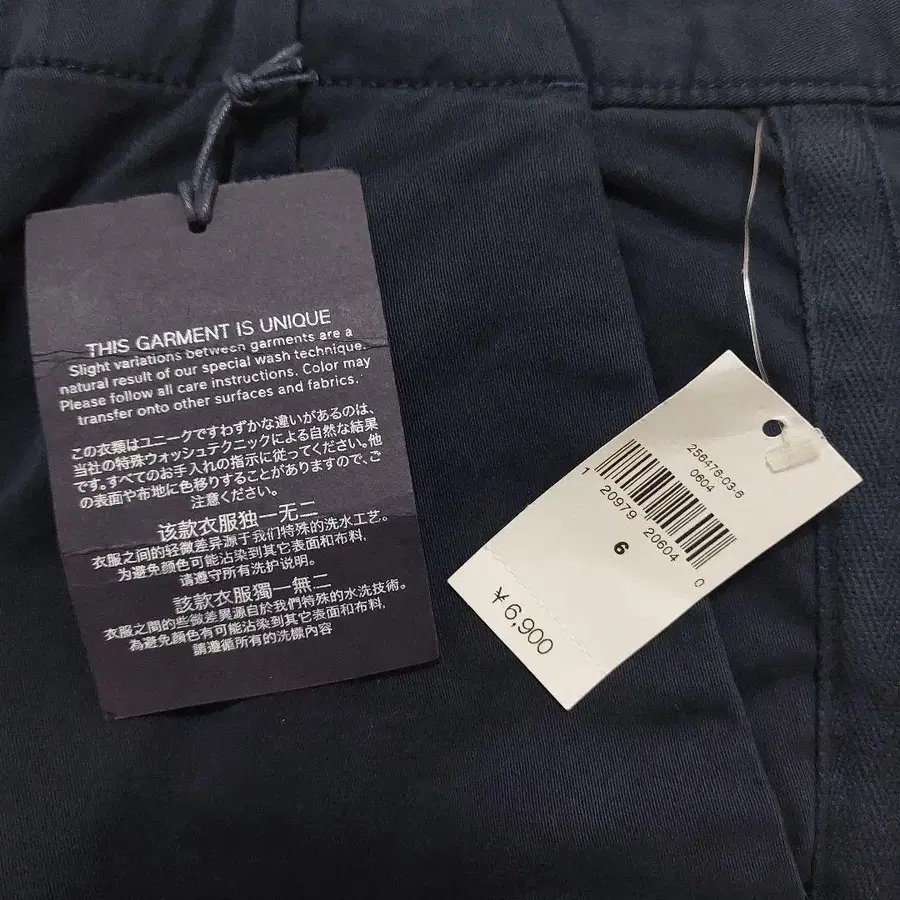 THIS GARMENT IS UNIQUE
Slight variations between garments are a
natural result of our special wash technique.
Please follow all care instructions. Color may
transfer onto other surfaces and fabrics.
この衣類はユニークですわずかな違いがあるのは、
当社の特殊ウォッシュテクニックによる自然な結果
です。すべてのお手入れの指示に従ってください。他
の表面や布地に色移りすることがありますので、ご
注意ください。
该款衣服独一无二
衣服之间的轻微差异源于我们特殊的洗水工艺。
为避免颜色可能沾染到其它表面和布料,
请遵守所有洗护说明。
該款衣服獨一無二
衣服之間的些微差異源自於我們特殊的水洗技術。
為避免顏色有可能沾染到其它表面和布料,
請遵循所有的洗標內容
256476-03-6
0604
1 20979 20604 0
6
¥6,900